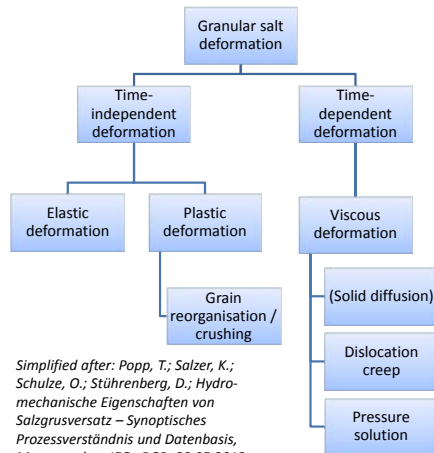 Granular salt
deformation
Time-
independent
deformation
Time-
dependent
deformation
Elastic
deformation
Plastic
deformation
Viscous
deformation
Grain
reorganisation /
crushing
(Solid diffusion)
Dislocation
creep
Pressure
solution
Simplified after: Popp, T.; Salzer, K.;
Schulze, O.; Stührenberg, D.; Hydro-
mechanische Eigenschaften von
Salzgrusversatz – Synoptisches
Prozessverständnis und Datenbasis,